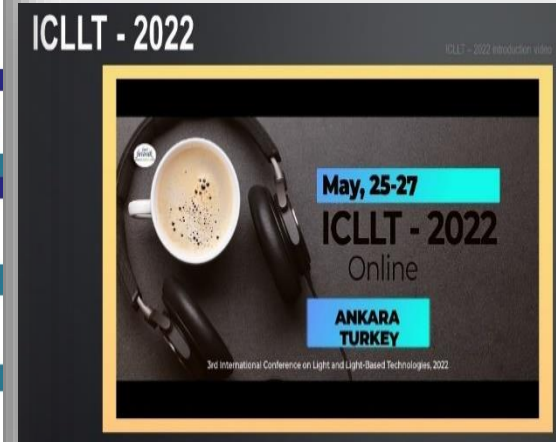 ICLLT - 2022
ICLLT - 2022 introduction video
May, 25-27
ICLLT - 2022
Online
ANKARA
TURKEY
3rd International Conference on Light and Light-Based Technologies, 2022